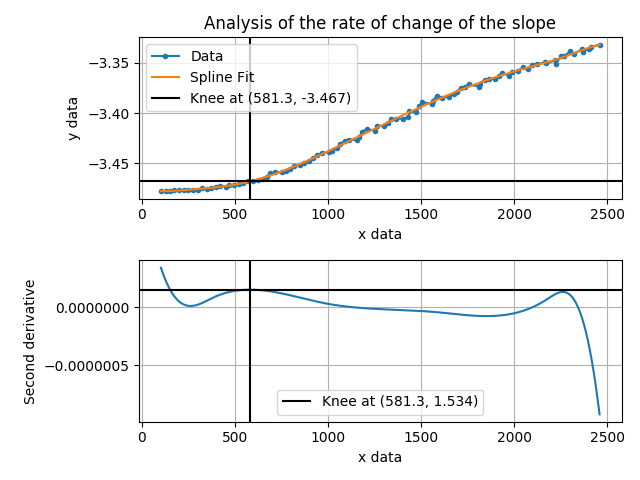 Analysis of the rate of change of the slope
−3.35
−3.40
−3.45
y data
Data
Spline Fit
Knee at (581.3, -3.467)
0 500 1000 1500 2000 2500
x data
0.0000000
−0.0000005
Second derivative
Knee at (581.3, 1.534)
0 500 1000 1500 2000 2500
x data